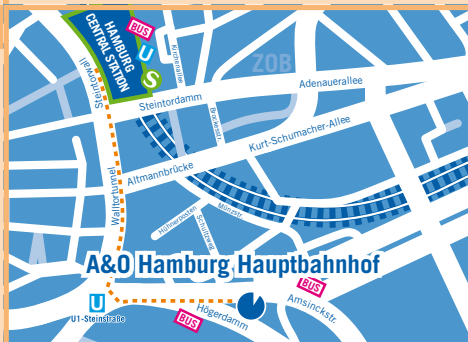 HAMBURG
CENTRAL STATION
BUS
U
S
Kirchenallee
ZOB
Steintorwall
Steintordamm
Adenauerallee
Brockesstr.
Kurt-Schumacher-Allee
Altmannbrücke
Wallfortunnel
Münzstr.
Hühnerposten
Schultzweg
A&O Hamburg Hauptbahnhof
U
U1-Steinstraße
BUS
Högerdamm
BUS
Amsinckstr.